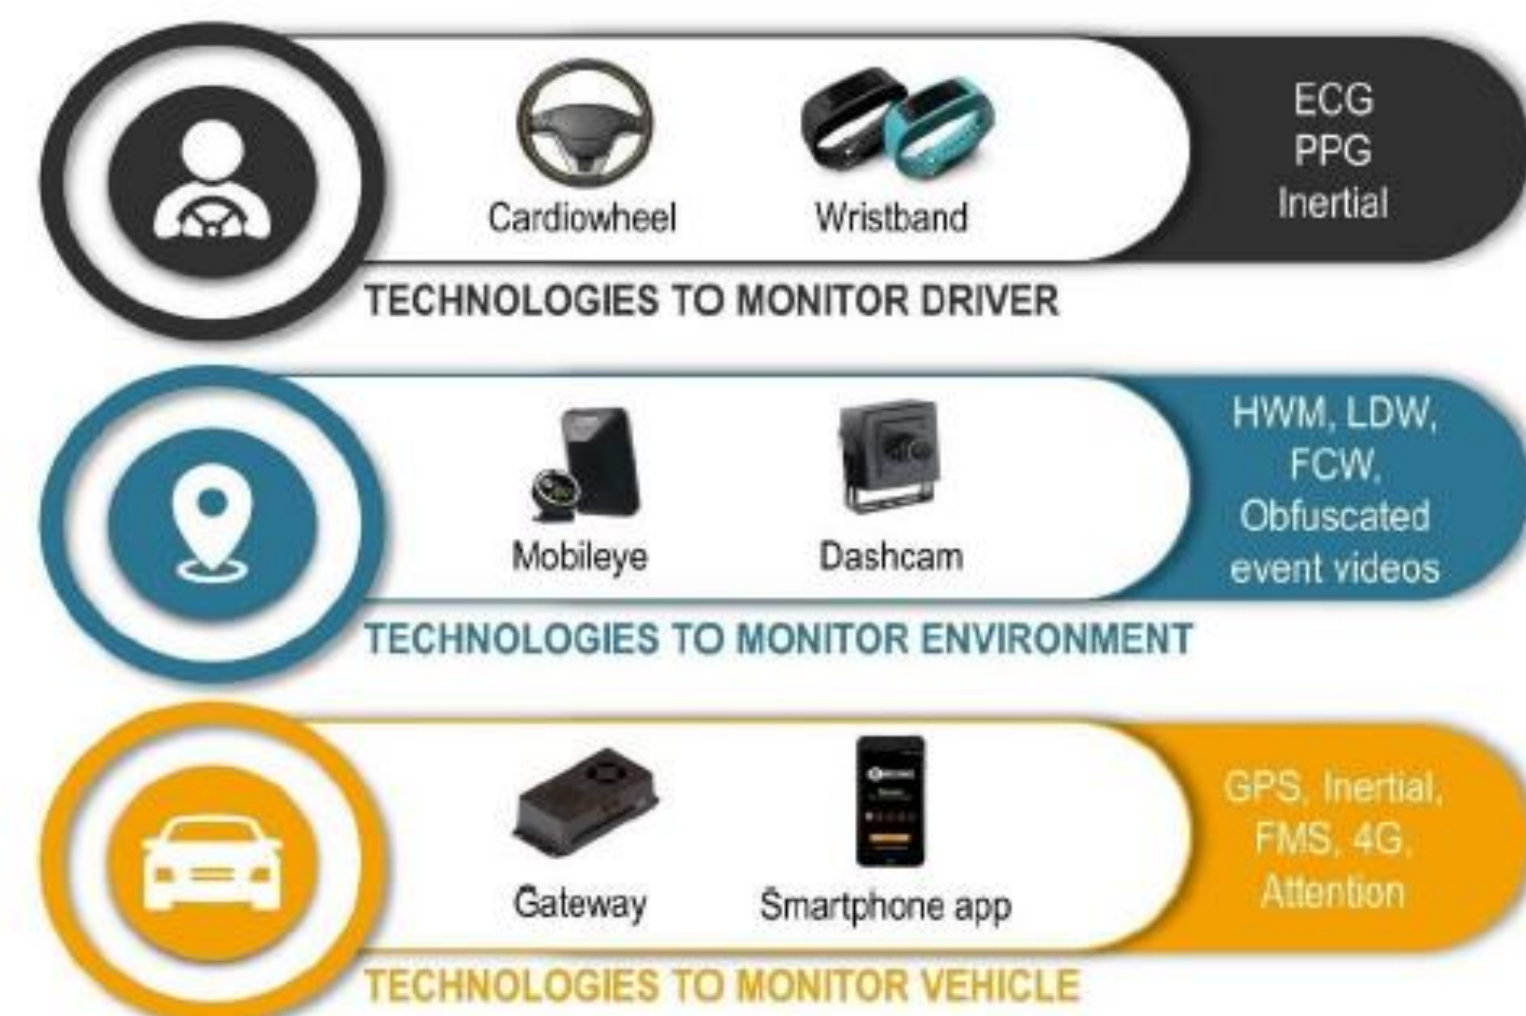 Cardiowheel
Wristband
ECG
PPG
Inertial
TECHNOLOGIES TO MONITOR DRIVER
Mobileye
Dashcam
HWM, LDW,
FCW,
Obfuscated
event videos
TECHNOLOGIES TO MONITOR ENVIRONMENT
Gateway
Smartphone app
GPS, Inertial,
FMS, 4G,
Attention
TECHNOLOGIES TO MONITOR VEHICLE